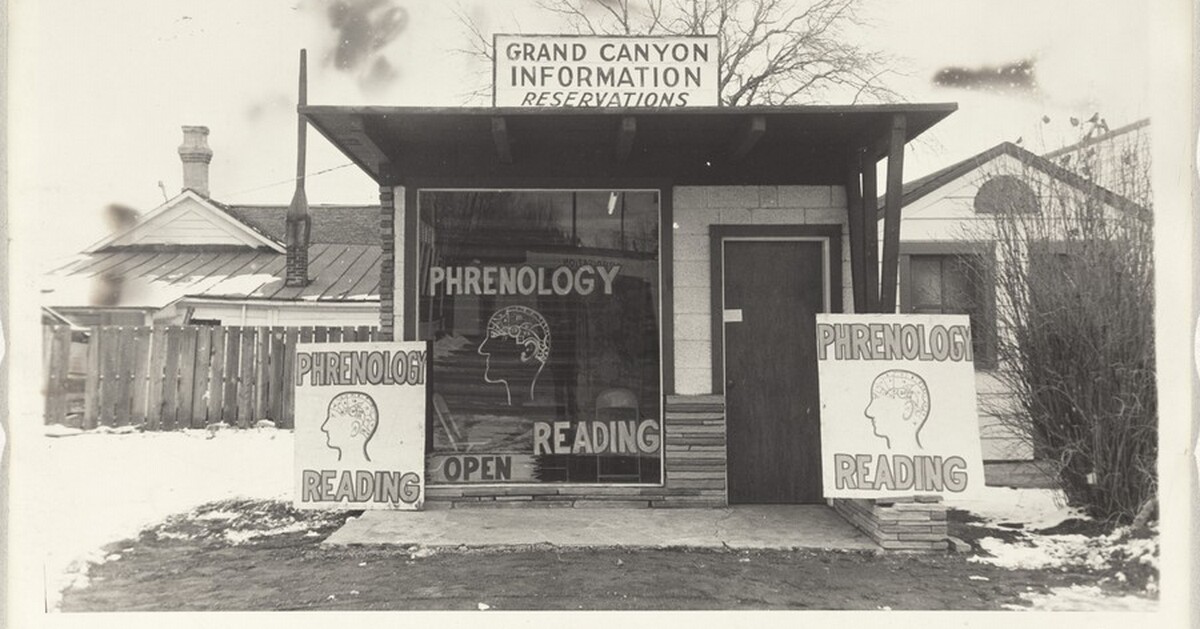 GRAND CANYON
INFORMATION
RESERVATIONS
PHRENOLOGY
READING
OPEN
PHRENOLOGY
READING
PHRENOLOGY
READING